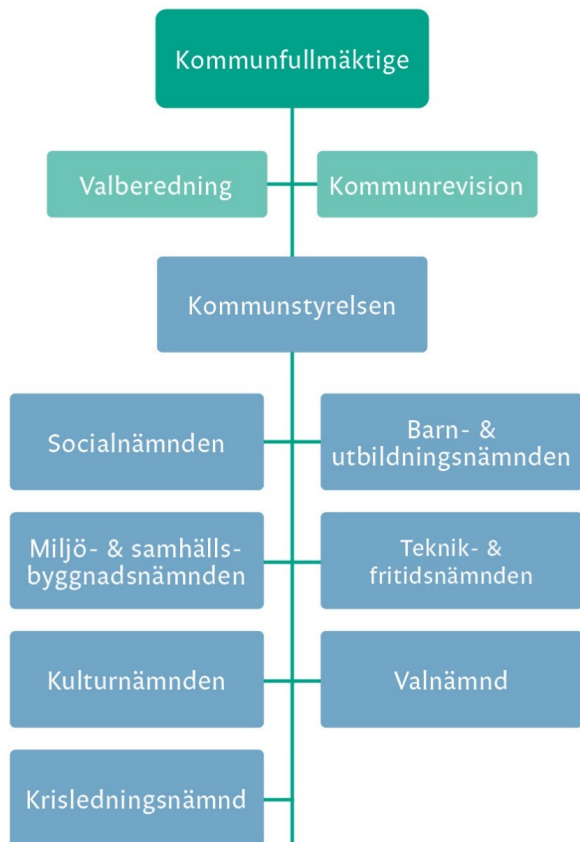 Kommunfullmäktige
Valberedning
Kommunrevision
Kommunstyrelsen
Socialnämnden
Barn- &
utbildningsnämnden
Miljö- & samhälls-
byggnadsnämnden
Teknik- &
fritidsnämnden
Kulturnämnden
Valnämnd
Krisledningsnämnd